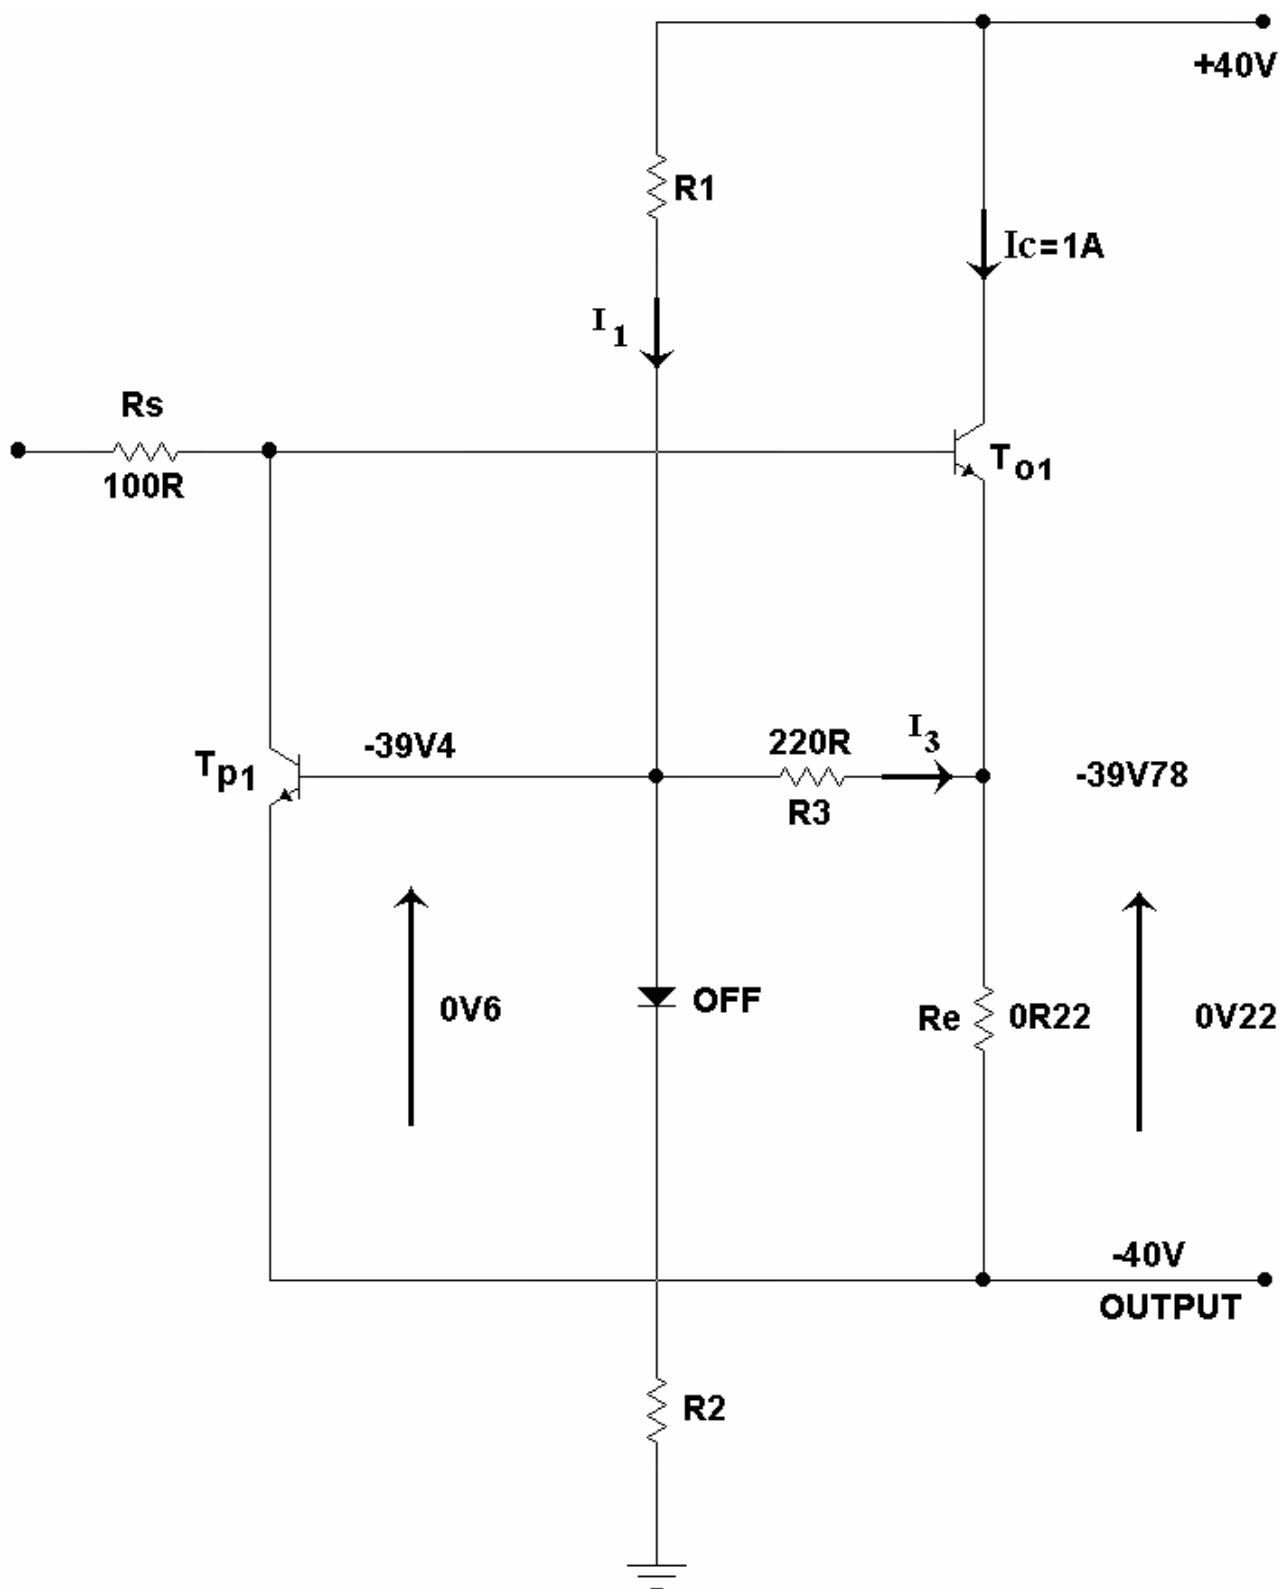 +40V
R1
Ic=1A
I1
Rs
100R
To1
-39V4
220R
I3
Tp1
R3
-39V78
0V6
OFF
Re
0R22
0V22
-40V
OUTPUT
R2